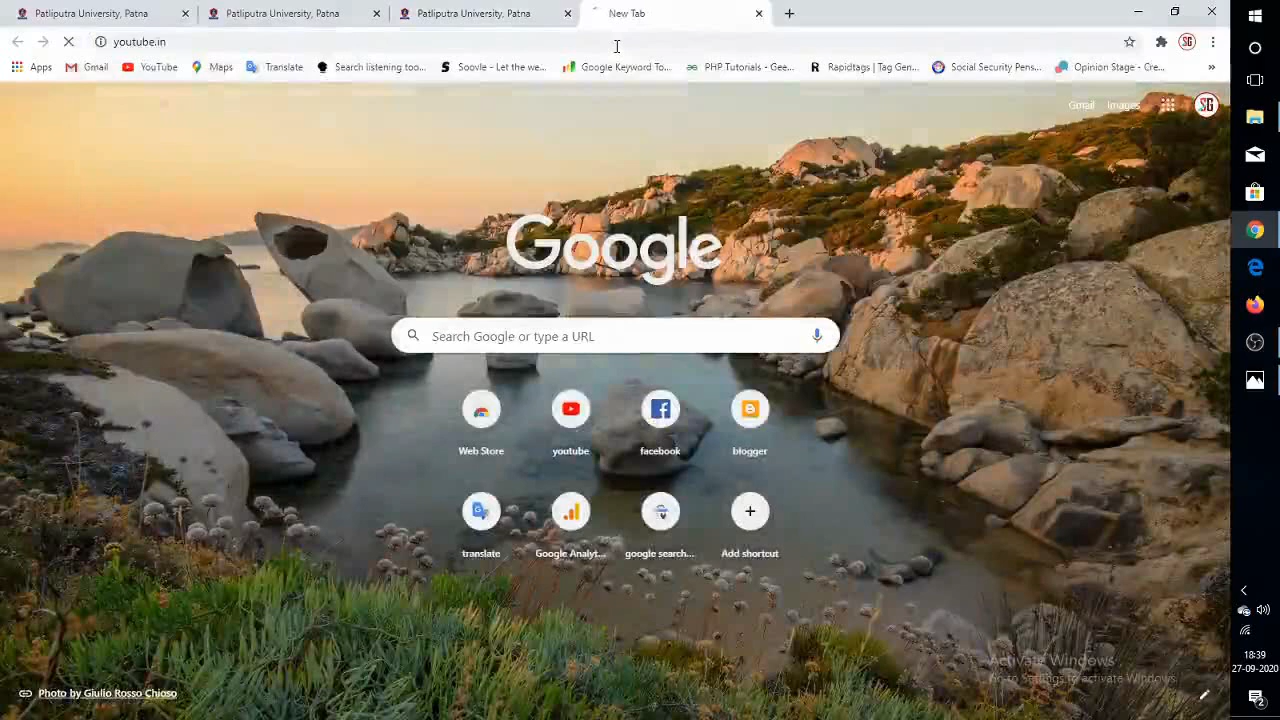 Patliputra University, Patna
Patliputra University, Patna
Patliputra University, Patna
New Tab
youtube.in
SG
Apps
Gmail
YouTube
Maps
Translate
Search listening too...
Soovle - Let the we...
Google Keyword To...
PHP Tutorials - Gee...
Rapidtags | Tag Gen...
Social Security Pens...
Opinion Stage - Cre...
»
Gmail
Images
SG
Google
Search Google or type a URL
Web Store
youtube
facebook
blogger
translate
Google Analyt...
google search...
Add shortcut
Activate Windows
Go to Settings to activate Windows.
Photo by Giulio Rosso Chioso
18:39
27-09-2020
2